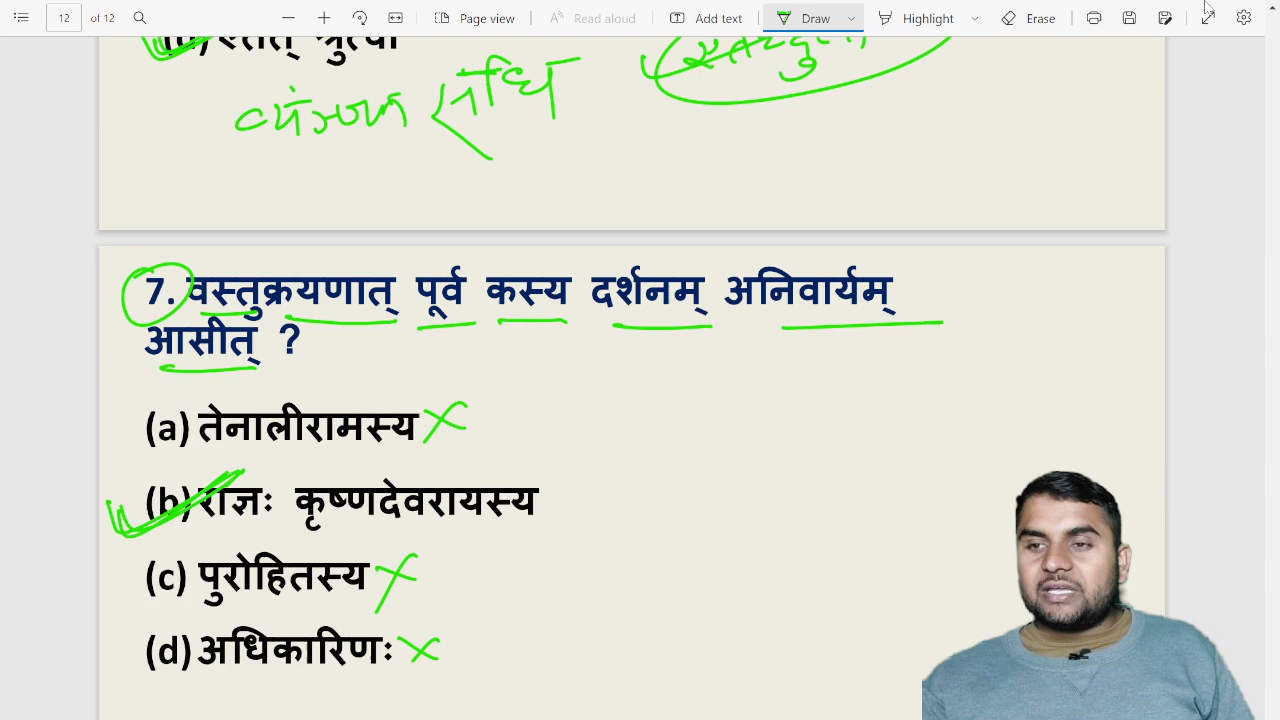 12 of 12 Page view Read aloud Add text Draw Highlight Erase
व्यंजन संधि
7. वस्तुक्रयणात् पूर्व कस्य दर्शनम् अनिवार्यम्
आसीत् ?
(a) तेनालीरामस्य
(b) राज्ञः कृष्णदेवरायस्य
(c) पुरोहितस्य
(d) अधिकारिणः